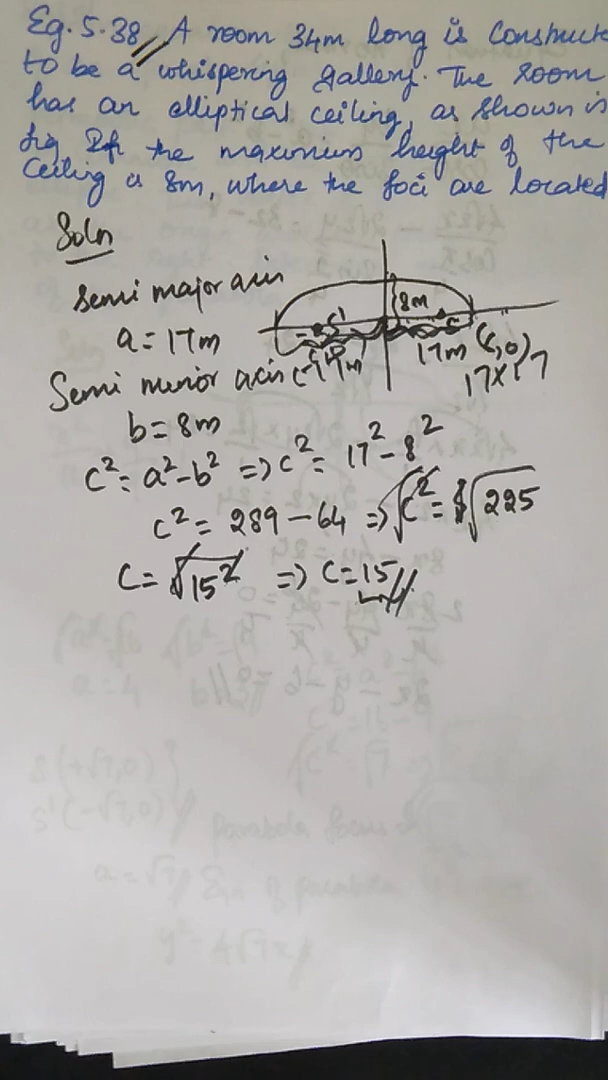 Eg. 5.38 A room 34m long is Construct
to be a whispering gallery. The room
has an elliptical ceiling, as shown in
fig If the maximum height of the
Ceiling is 8m, where the foci are located
Soln
Semi major axis
a = 17m
8m
17m (c,0)
17x17
Semi minor axis
b = 8m
c² = a² - b² => c² = 17² - 8²
c² = 289 - 64 => √c² = √225
C = √15² => C = 15//